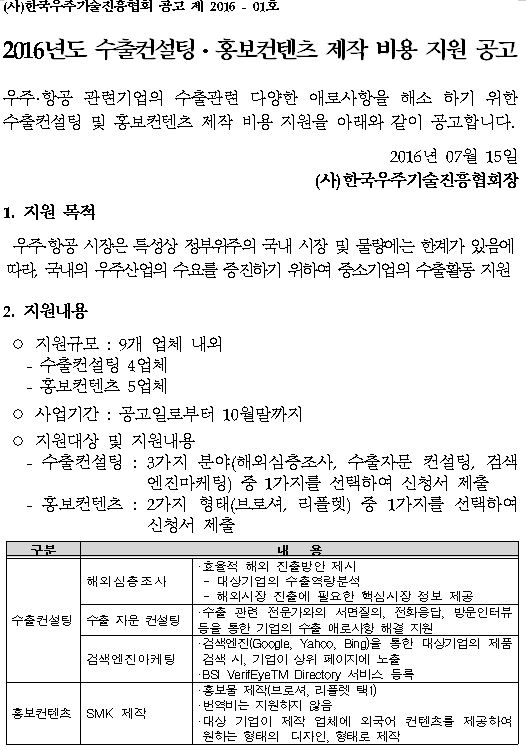 (사)한국우주기술진흥협회 공고 제 2016 - 01호
2016년도 수출컨설팅·홍보컨텐츠 제작 비용 지원 공고
우주·항공 관련기업의 수출관련 다양한 애로사항을 해소 하기 위한
수출컨설팅 및 홍보컨텐츠 제작 비용 지원을 아래와 같이 공고합니다.
2016년 07월 15일
(사)한국우주기술진흥협회장
1. 지원 목적
우주·항공 시장은 특성상 정부위주의 국내 시장 및 물량에는 한계가 있음에
따라, 국내의 우주산업의 수요를 증진하기 위하여 중소기업의 수출활동 지원
2. 지원내용
○ 지원규모 : 9개 업체 내외
- 수출컨설팅 4업체
- 홍보컨텐츠 5업체
○ 사업기간 : 공고일로부터 10월말까지
○ 지원대상 및 지원내용
- 수출컨설팅 : 3가지 분야(해외심층조사, 수출자문 컨설팅, 검색
엔진마케팅) 중 1가지를 선택하여 신청서 제출
- 홍보컨텐츠 : 2가지 형태(브로셔, 리플렛) 중 1가지를 선택하여
신청서 제출
구분 내 용
수출컨설팅
해외심층조사
·효율적 해외 진출방안 제시
- 대상기업의 수출역량분석
- 해외시장 진출에 필요한 핵심시장 정보 제공
수출 자문 컨설팅
·수출 관련 전문가와의 서면질의, 전화응답, 방문인터뷰
등을 통한 기업의 수출 애로사항 해결 지원
검색엔진마케팅
·검색엔진(Google, Yahoo, Bing)을 통한 대상기업의 제품
검색 시, 기업이 상위 페이지에 노출
·BSI VerifEyeTM Directory 서비스 등록
홍보컨텐츠
SMK 제작
·홍보물 제작(브로셔, 리플렛 택1)
·번역비는 지원하지 않음
·대상 기업이 제작 업체에 외국어 컨텐츠를 제공하여
원하는 형태의 디자인, 형태로 제작